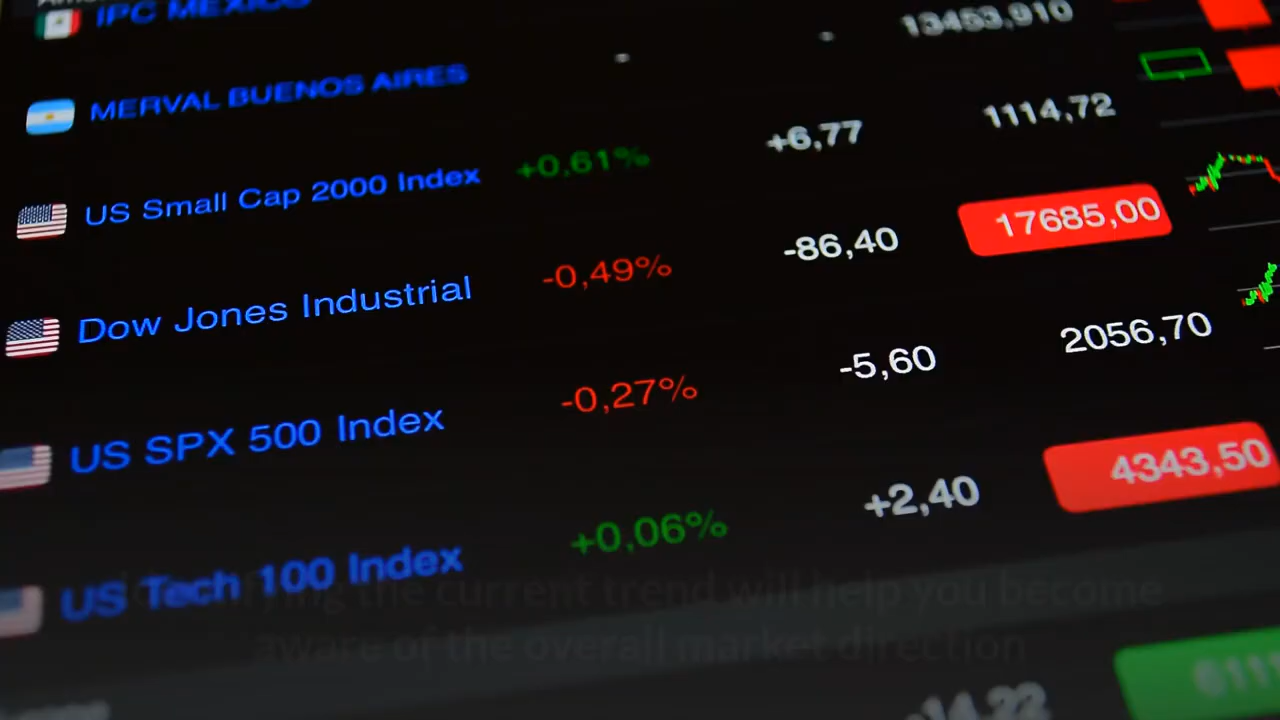 IPC MEXICO
MERVAL BUENOS AIRES - - 13453,910
US Small Cap 2000 Index +0,61% +6,77 1114,72
Dow Jones Industrial -0,49% -86,40 17685,00
US SPX 500 Index -0,27% -5,60 2056,70
US Tech 100 Index +0,06% +2,40 4343,50
the current trend will help you become
aware of the overall market direction
-14,22